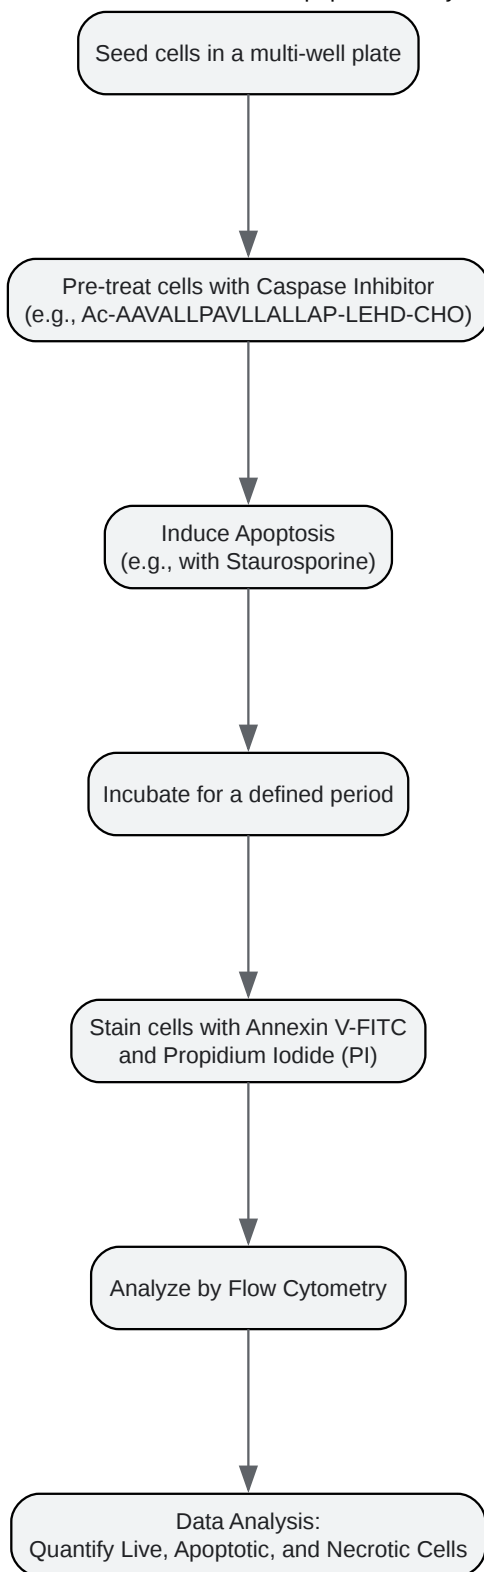 Seed cells in a multi-well plate
Pre-treat cells with Caspase Inhibitor
(e.g., Ac-AAVALLPAVLLALLAP-LEHD-CHO)
Induce Apoptosis
(e.g., with Staurosporine)
Incubate for a defined period
Stain cells with Annexin V-FITC
and Propidium Iodide (PI)
Analyze by Flow Cytometry
Data Analysis:
Quantify Live, Apoptotic, and Necrotic Cells